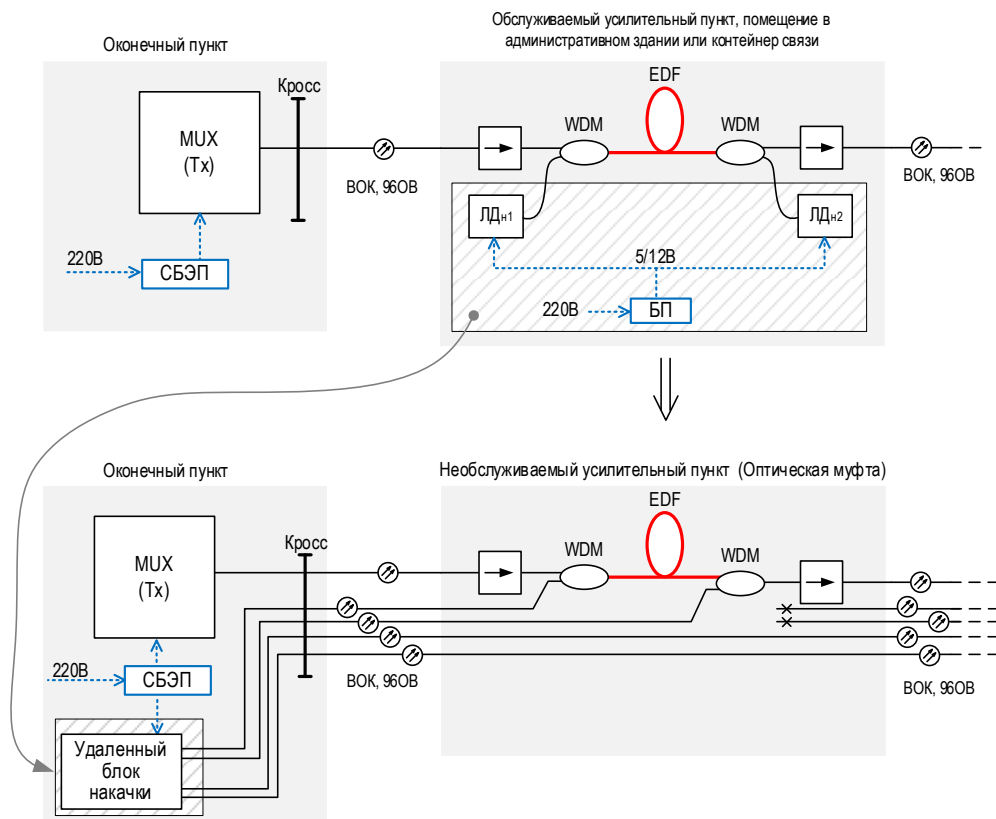 Оконечный пункт
Обслуживаемый усилительный пункт, помещение в
административном здании или контейнер связи
Кросс
EDF
MUX
(Tx)
WDM
WDM
ВОК, 96ОВ
ВОК, 96ОВ
ЛДн1
ЛДн2
220В
СБЭП
5/12В
220В
БП
Оконечный пункт
Необслуживаемый усилительный пункт (Оптическая муфта)
EDF
Кросс
MUX
(Tx)
WDM
WDM
220В
СБЭП
ВОК, 96ОВ
ВОК, 96ОВ
Удаленный
блок
накачки